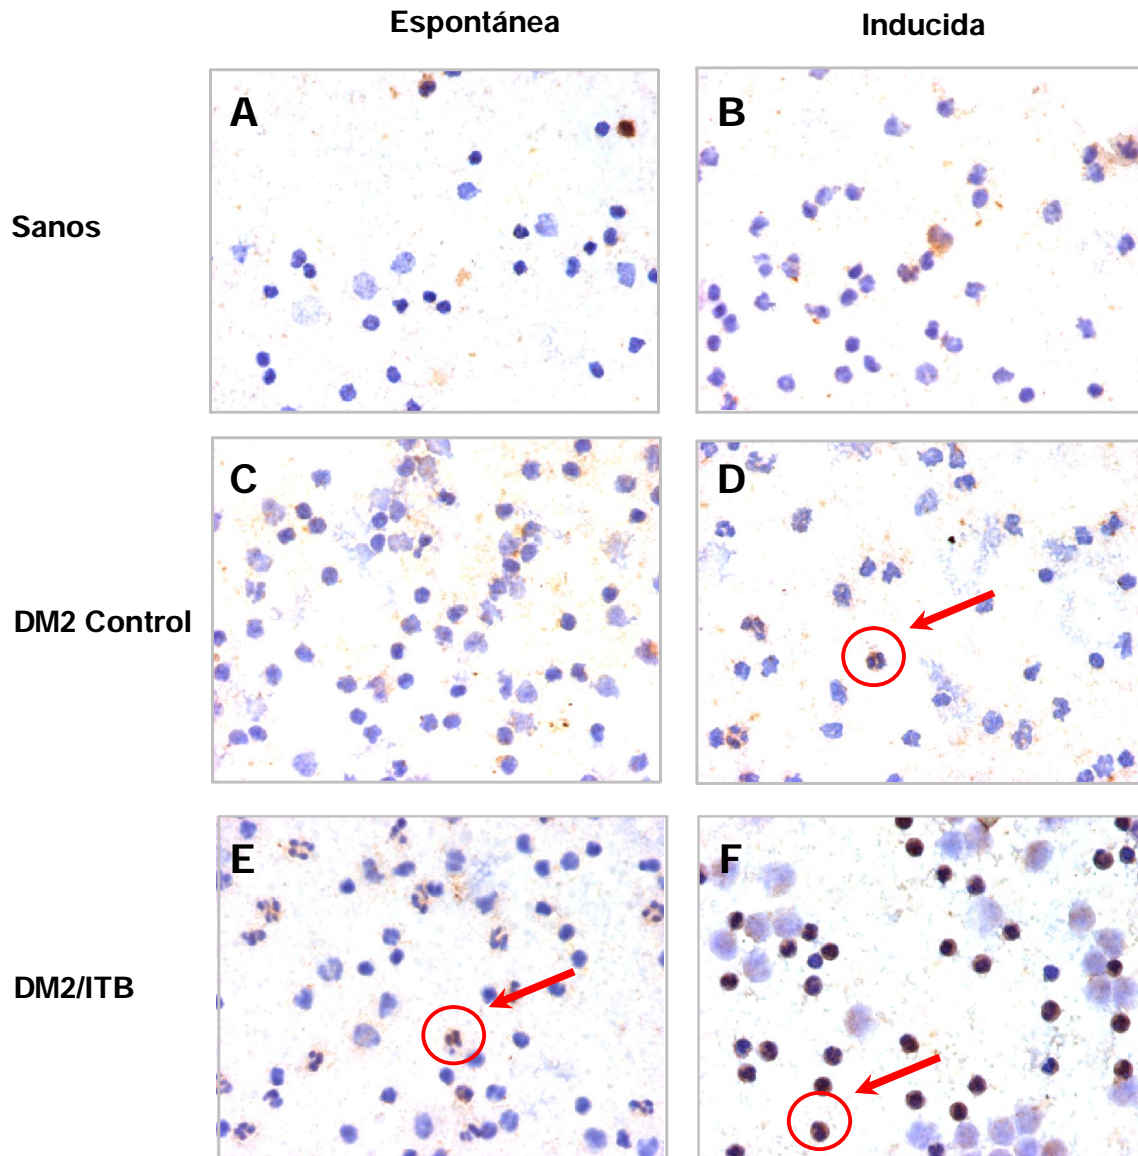 Espontánea Inducida
A B
Sanos
C D
DM2 Control
E F
DM2/ITB